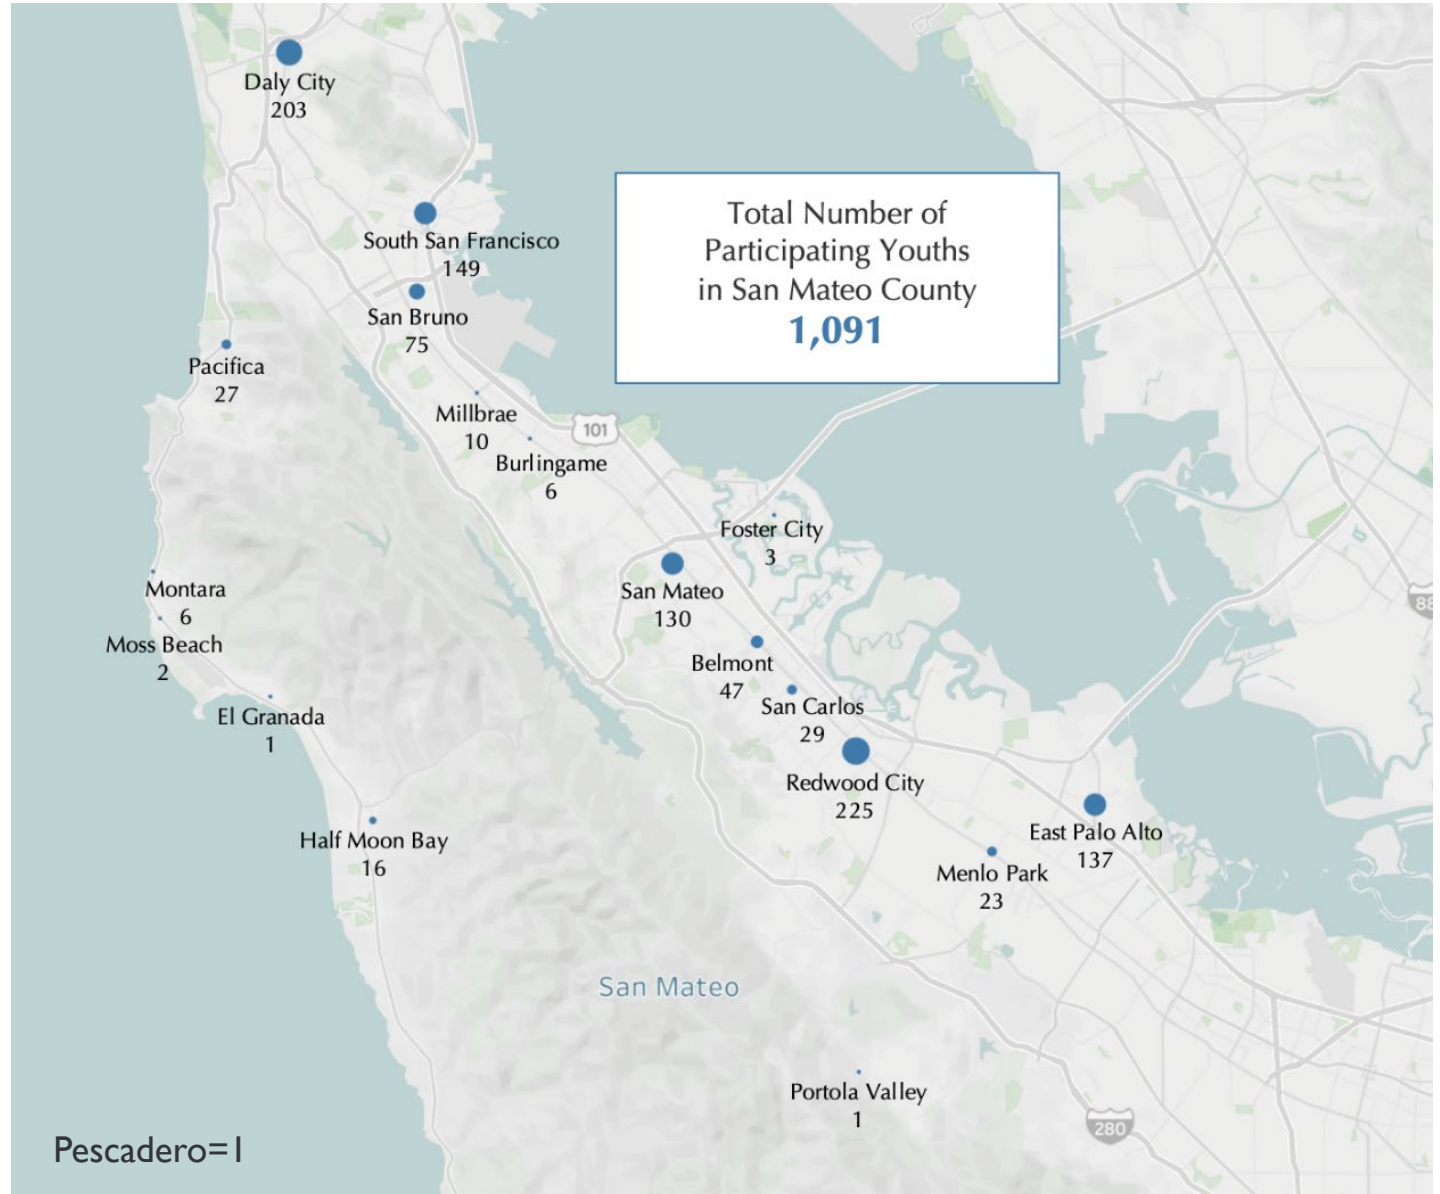 Daly City
203
South San Francisco
149
San Bruno
75
Pacifica
27
Total Number of
Participating Youths
in San Mateo County
1,091
Millbrae
10
101
Burlingame
6
Foster City
3
San Mateo
130
Montara
6
Moss Beach
2
Belmont
47
San Carlos
29
El Granada
1
Redwood City
225
88
East Palo Alto
137
Half Moon Bay
16
Menlo Park
23
San Mateo
Portola Valley
1
280
Pescadero=1